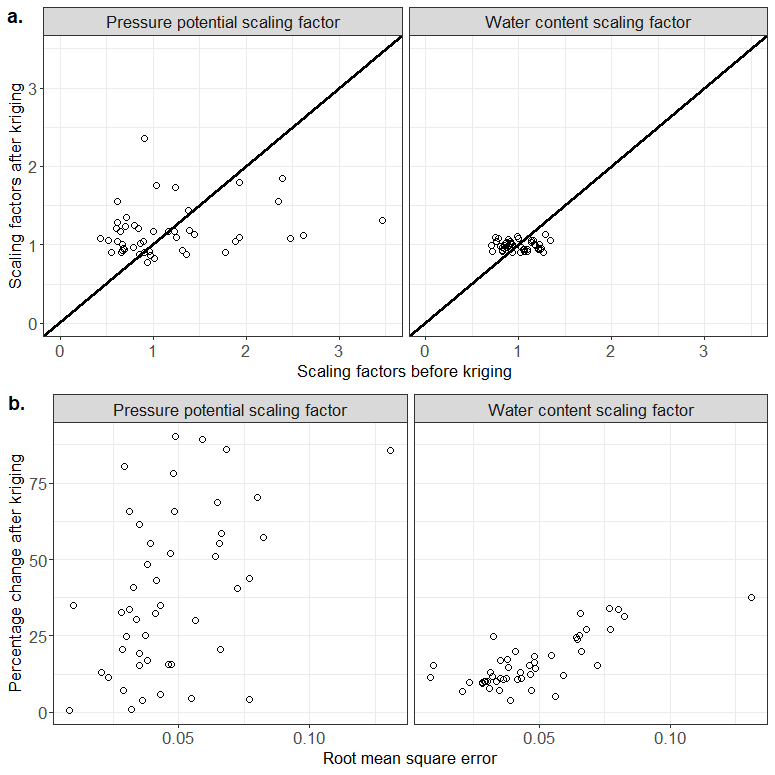 a.
Pressure potential scaling factor
Water content scaling factor
Scaling factors after kriging
3
2
1
0
0 1 2 3
0 1 2 3
Scaling factors before kriging
b.
Pressure potential scaling factor
Water content scaling factor
Percentage change after kriging
75
50
25
0
0.05 0.10
0.05 0.10
Root mean square error